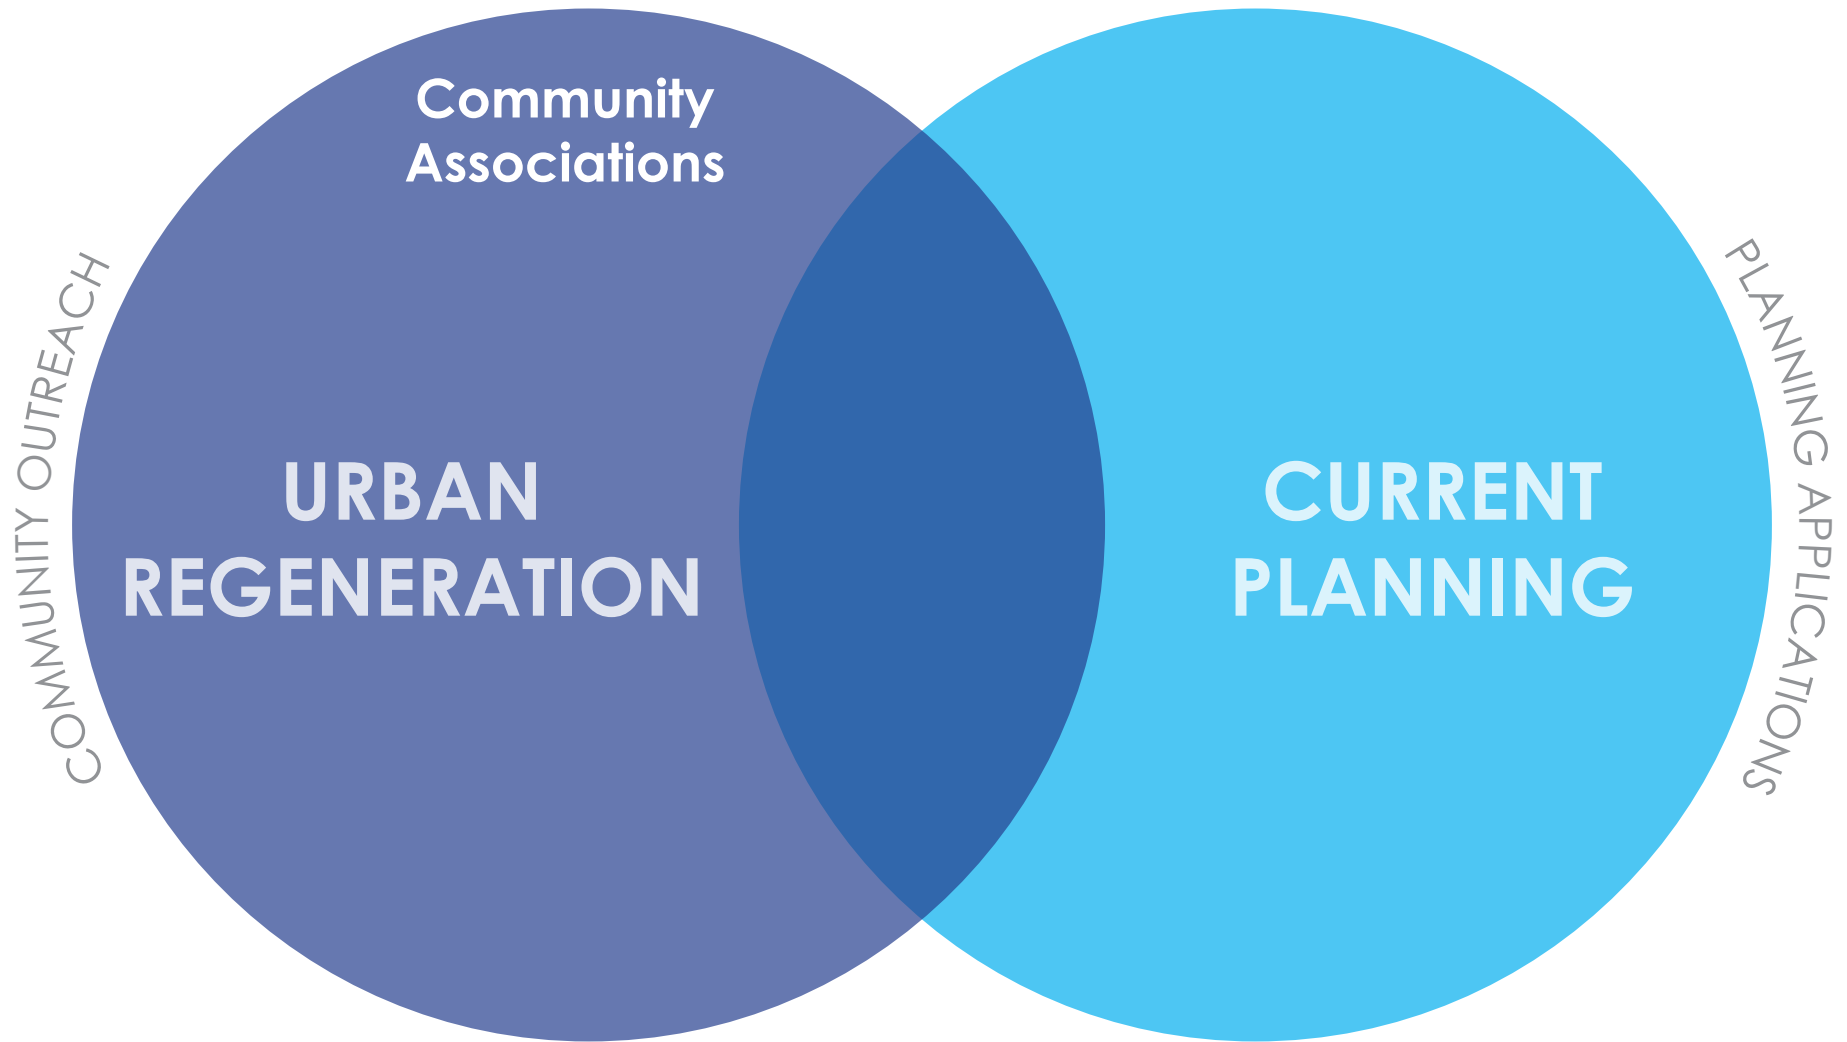 Community
Associations
COMMUNITY OUTREACH
URBAN
REGENERATION
CURRENT
PLANNING
PLANNING APPLICATIONS